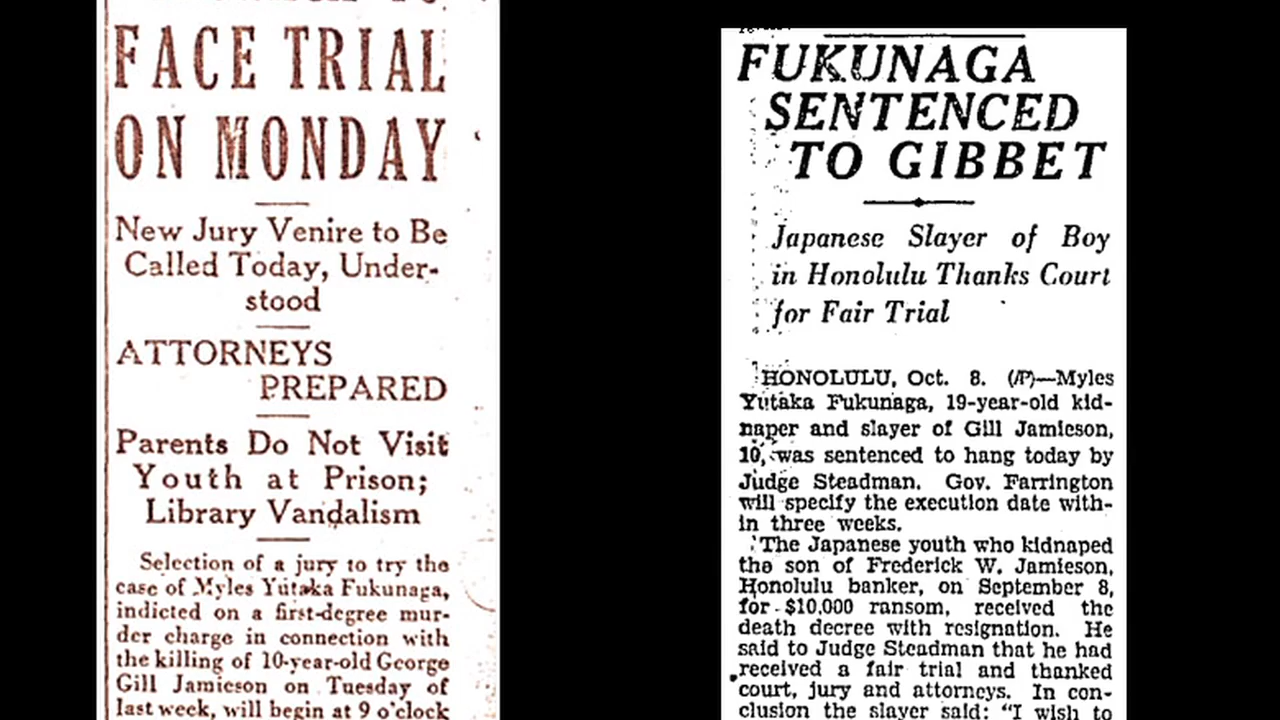 FACE TRIAL
ON MONDAY
New Jury Venire to Be
Called Today, Under-
stood
ATTORNEYS
PREPARED
Parents Do Not Visit
Youth at Prison;
Library Vandalism
Selection of a jury to try the
case of Myles Yutaka Fukunaga,
indicted on a first-degree mur-
der charge in connection with
the killing of 10-year-old George
Gill Jamieson on Tuesday of
last week, will begin at 9 o'clock
FUKUNAGA
SENTENCED
TO GIBBET
Japanese Slayer of Boy
in Honolulu Thanks Court
for Fair Trial
HONOLULU, Oct. 8. (AP)—Myles
Yutaka Fukunaga, 19-year-old kid-
naper and slayer of Gill Jamieson,
10, was sentenced to hang today by
Judge Steadman. Gov. Farrington
will specify the execution date with-
in three weeks.
The Japanese youth who kidnaped
the son of Frederick W. Jamieson,
Honolulu banker, on September 8,
for $10,000 ransom, received the
death decree with resignation. He
said to Judge Steadman that he had
received a fair trial and thanked
court, jury and attorneys. In con-
clusion the slayer said: "I wish to